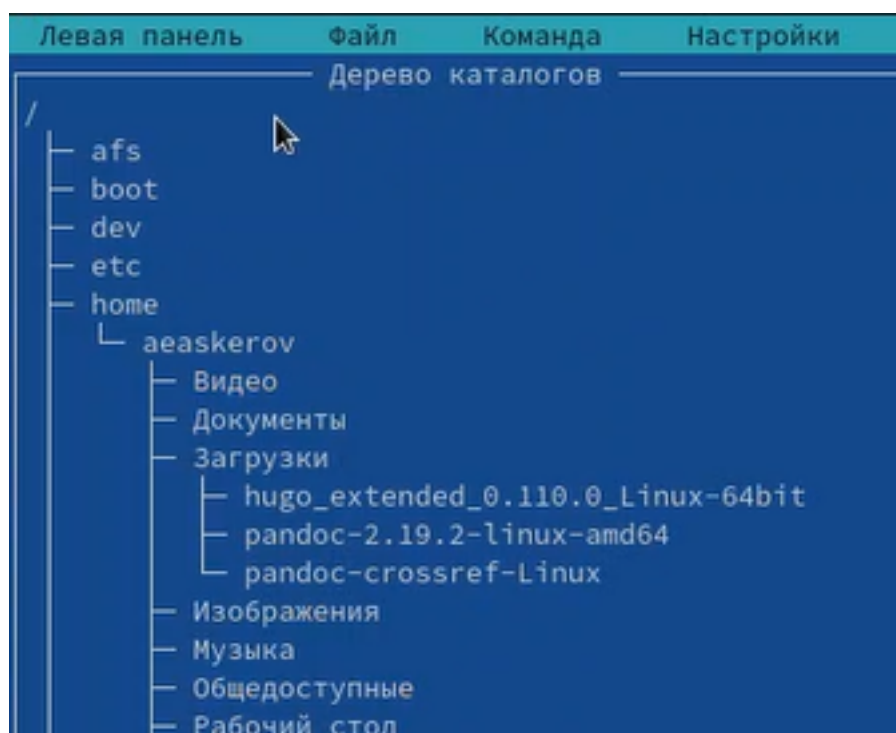 Левая панель Файл Команда Настройки
Дерево каталогов
/
afs
boot
dev
etc
home
aeaskerov
Видео
Документы
Загрузки
hugo_extended_0.110.0_Linux-64bit
pandoc-2.19.2-linux-amd64
pandoc-crossref-Linux
Изображения
Музыка
Общедоступные
Рабочий стол